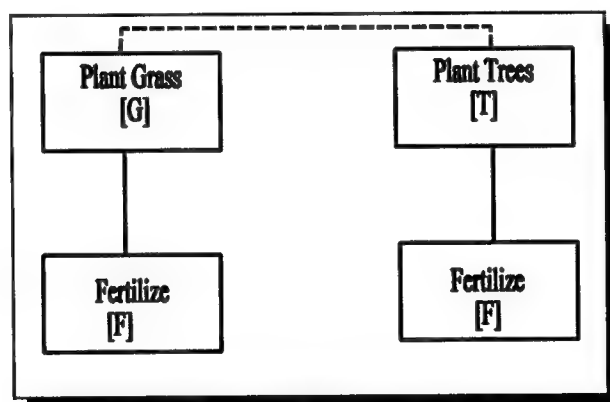 Plant Grass
[G]
Plant Trees
[T]
Fertilize
[F]
Fertilize
[F]